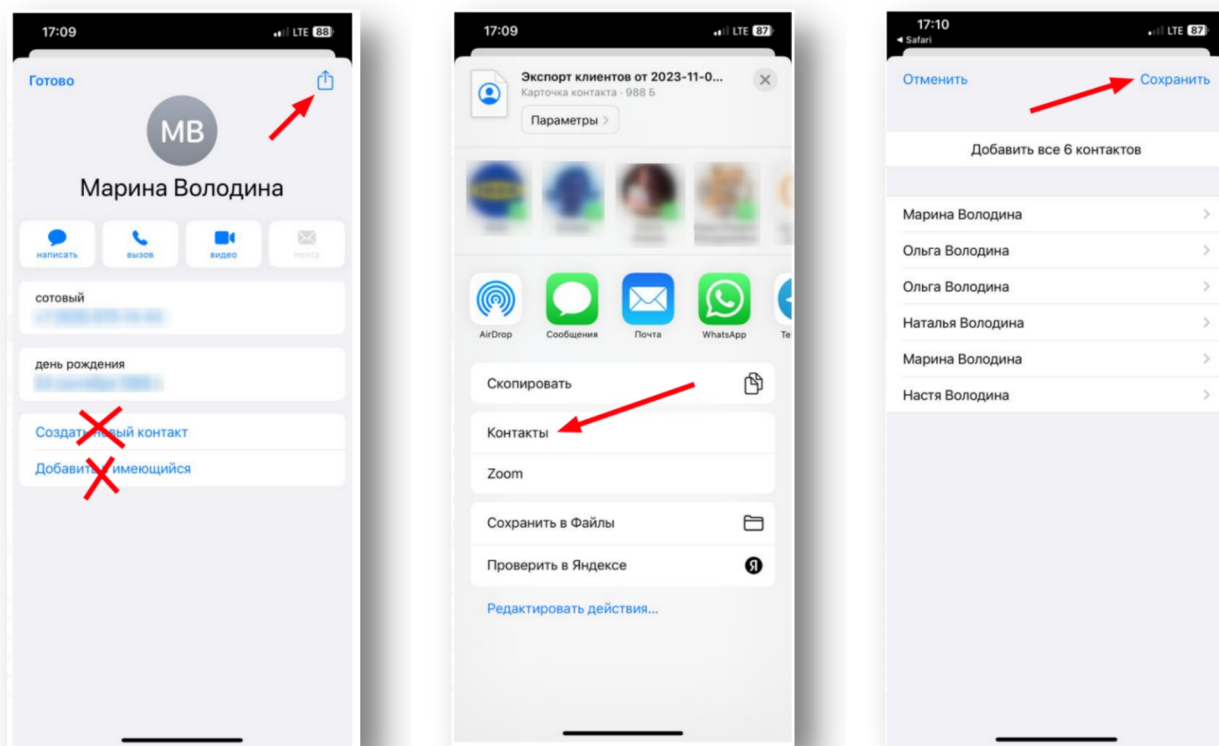 17:09
LTE 88
Готово
МВ
Марина Володина
написать вызов видео почта
сотовый
день рождения
Создать новый контакт
Добавить в имеющийся
17:09
LTE 87
Экспорт клиентов от 2023-11-0...
Карточка контакта · 988 Б
Параметры >
AirDrop Сообщения Почта WhatsApp Te
Скопировать
Контакты
Zoom
Сохранить в Файлы
Проверить в Яндексе
Я
Редактировать действия...
17:10
LTE 87
Safari
Отменить Сохранить
Добавить все 6 контактов
Марина Володина
Ольга Володина
Ольга Володина
Наталья Володина
Марина Володина
Настя Володина